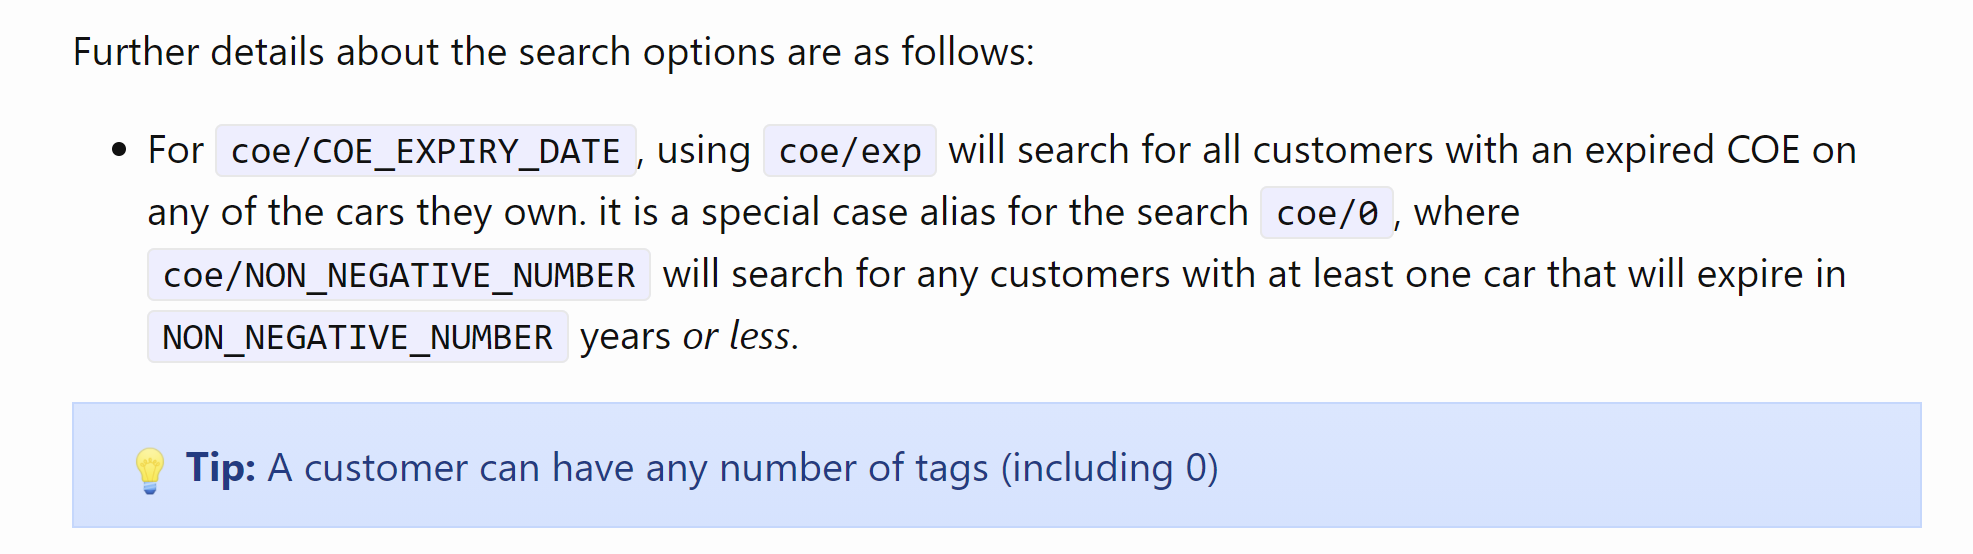 Further details about the search options are as follows:
• For coe/COE_EXPIRY_DATE, using coe/exp will search for all customers with an expired COE on
any of the cars they own. it is a special case alias for the search coe/0, where
coe/NON_NEGATIVE_NUMBER will search for any customers with at least one car that will expire in
NON_NEGATIVE_NUMBER years or less.
💡 Tip: A customer can have any number of tags (including 0)